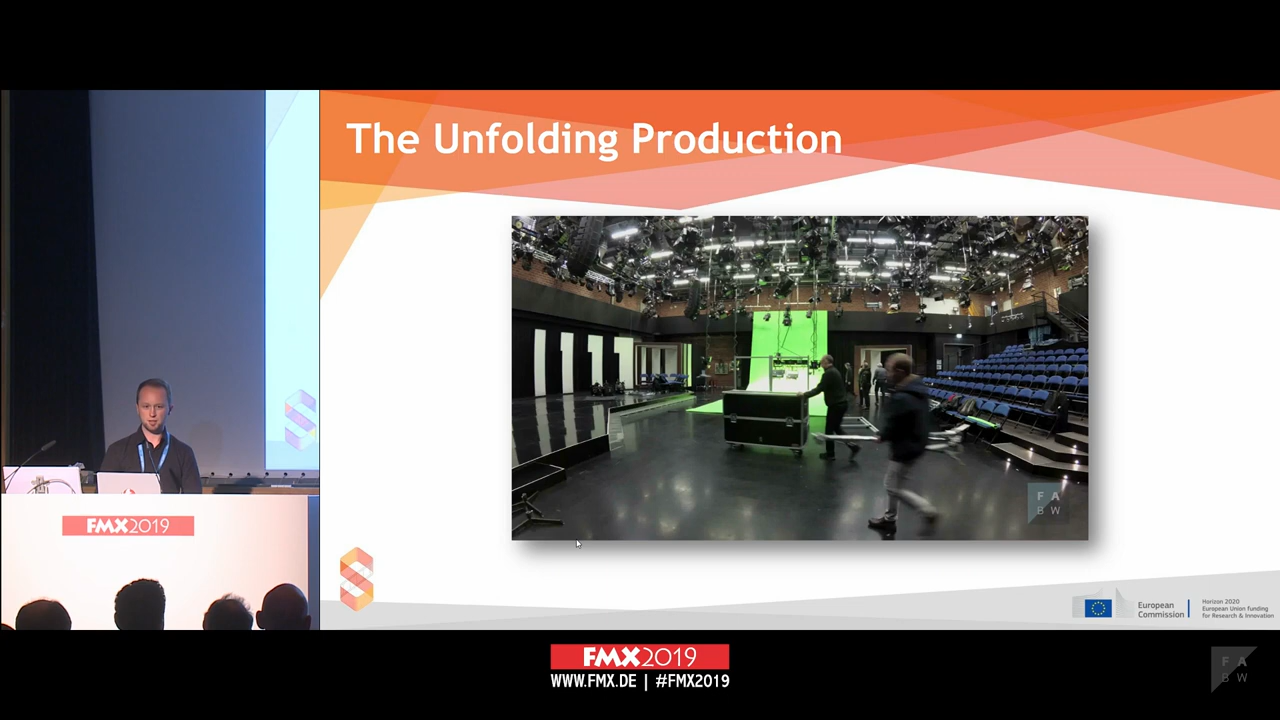 The Unfolding Production
F A
B W
FMX2019
European
Commission
Horizon 2020
European Union funding
for Research & Innovation
FMX2019
WWW.FMX.DE | #FMX2019
F A
B W